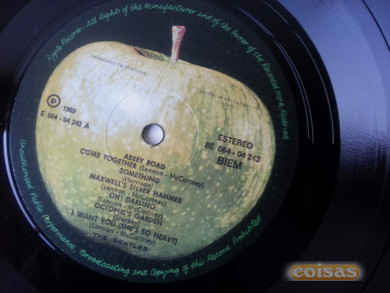 Apple Records. All Rights of the Manufacturer and of the Owner of the Recorded Work Reserved
Unauthorised Public Performance, Broadcasting and Copying of this Record Prohibited
℗ 1969
E 064 - 04 243 A
ESTEREO
8E 064 - 04 243
BIEM
ABBEY ROAD
COME TOGETHER (Lennon - McCartney)
SOMETHING
(Harrison)
MAXWELL'S SILVER HAMMER
(Lennon - McCartney)
OH! DARLING
(Lennon - McCartney)
OCTOPUS'S GARDEN
(Starkey)
I WANT YOU (SHE'S SO HEAVY)
(Lennon - McCartney)
THE BEATLES
coisas